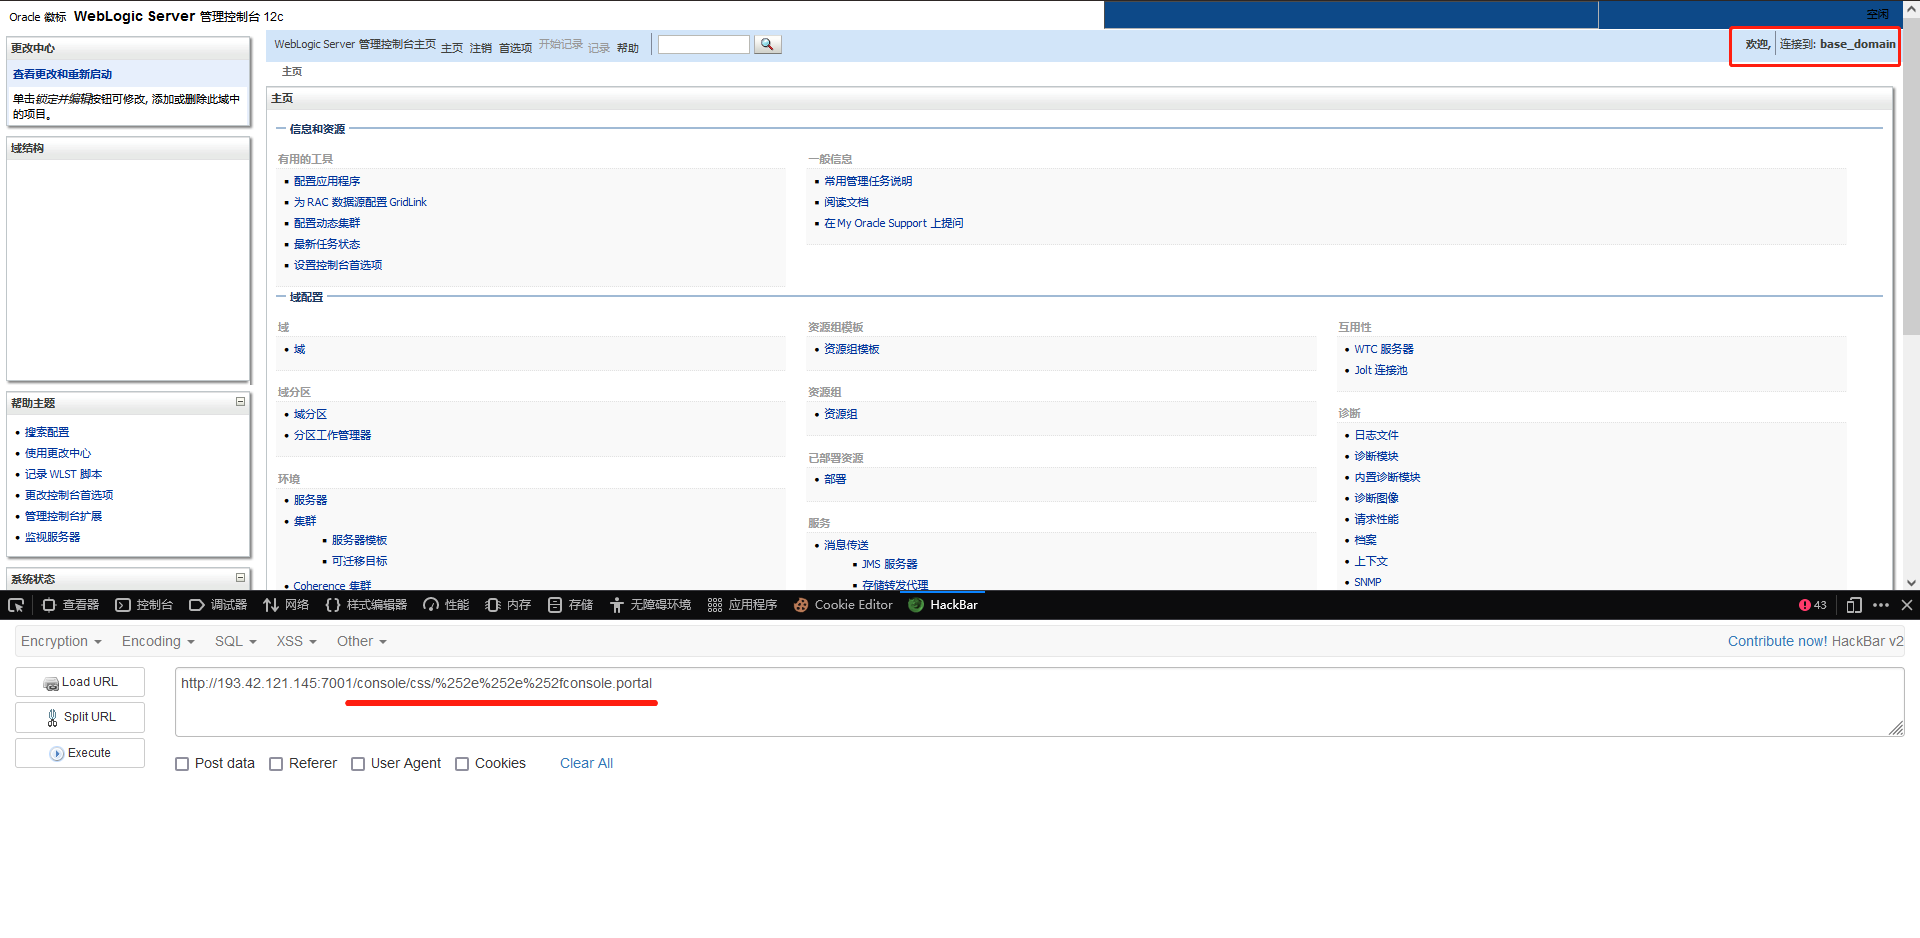 Oracle 徽标 WebLogic Server 管理控制台 12c
空闲
更改中心
查看更改和重新启动
单击锁定并编辑按钮可修改, 添加或删除此域中
的项目。
域结构
帮助主题
搜索配置
使用更改中心
记录 WLST 脚本
更改控制台首选项
管理控制台扩展
监视服务器
系统状态
WebLogic Server 管理控制台主页 主页 注销 首选项 开始记录 记录 帮助
欢迎, 连接到: base_domain
主页
主页
信息和资源
有用的工具
配置应用程序
为 RAC 数据源配置 GridLink
配置动态集群
最新任务状态
设置控制台首选项
一般信息
常用管理任务说明
阅读文档
在 My Oracle Support 上提问
域配置
域
域
域分区
域分区
分区工作管理器
环境
服务器
集群
服务器模板
可迁移目标
Coherence 集群
资源组模板
资源组模板
资源组
资源组
已部署资源
部署
服务
消息传送
JMS 服务器
存储转发代理
互用性
WTC 服务器
Jolt 连接池
诊断
日志文件
诊断模块
内置诊断模块
诊断图像
请求性能
档案
上下文
SNMP
查看器 控制台 调试器 网络 样式编辑器 性能 内存 存储 无障碍环境 应用程序 Cookie Editor HackBar 43
Encryption Encoding SQL XSS Other Contribute now! HackBar v2
Load URL
Split URL
Execute
http://193.42.121.145:7001/console/css/%252e%252e%252fconsole.portal
Post data Referer User Agent Cookies Clear All